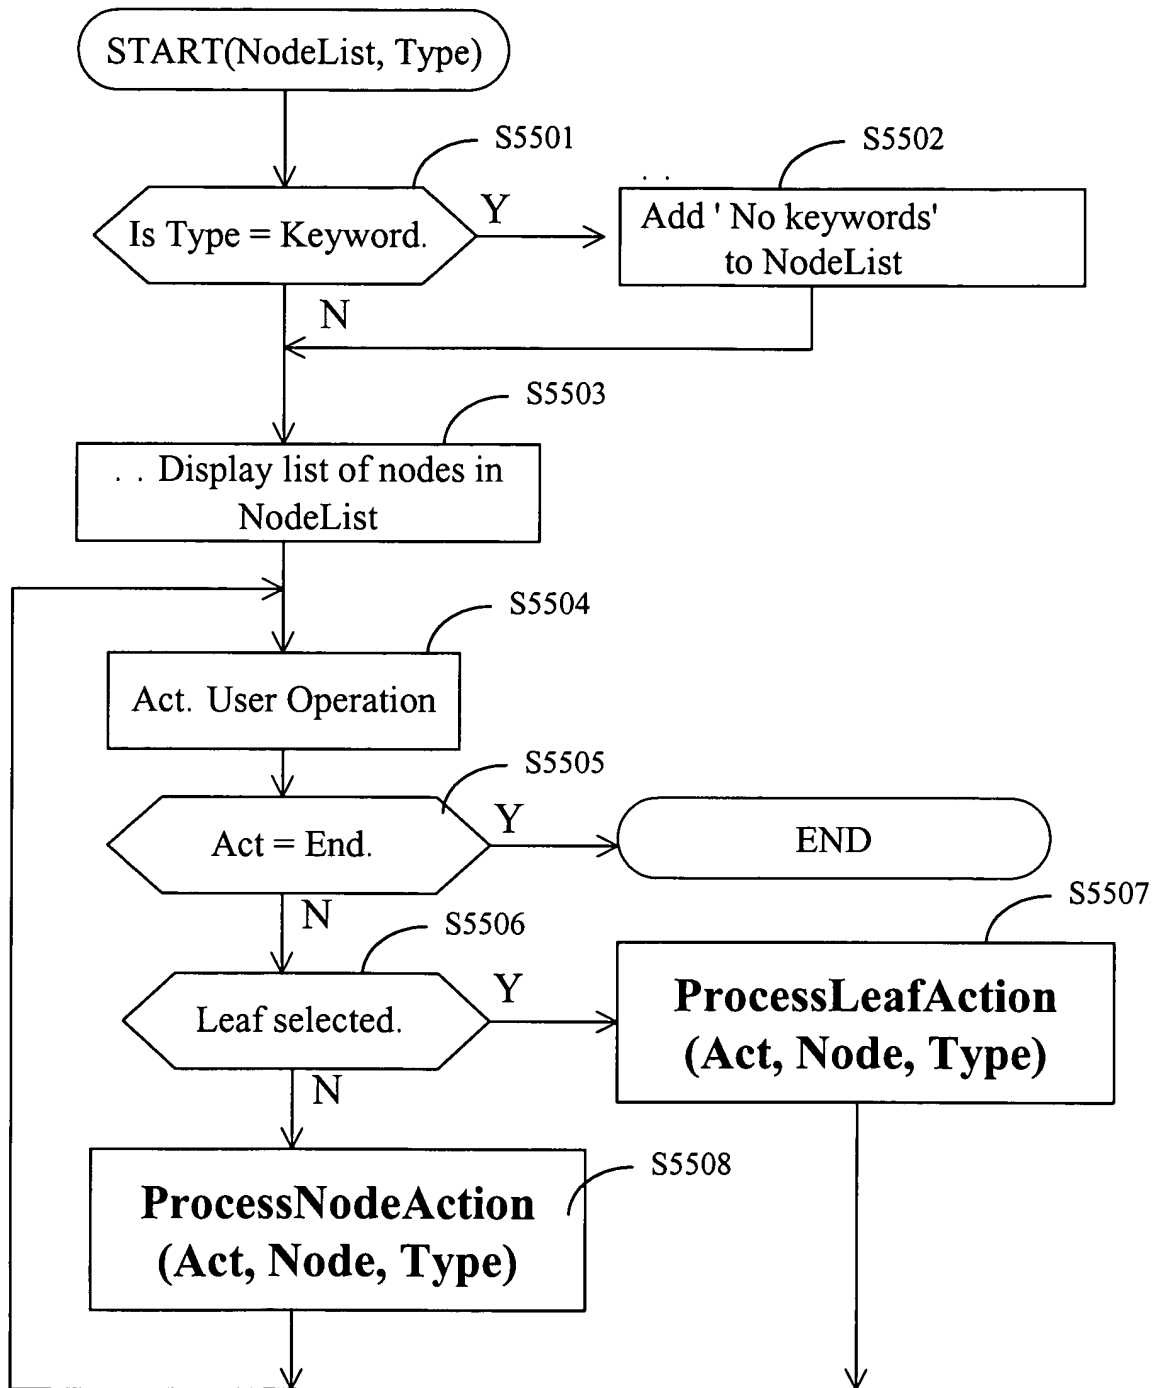 START(NodeList, Type)
S5501
S5502
Is Type = Keyword.
Y
Add ' No keywords'
to NodeList
N
S5503
. . Display list of nodes in
NodeList
S5504
Act. User Operation
S5505
Act = End.
Y
END
N
S5506
S5507
Leaf selected.
Y
ProcessLeafAction
(Act, Node, Type)
N
S5508
ProcessNodeAction
(Act, Node, Type)